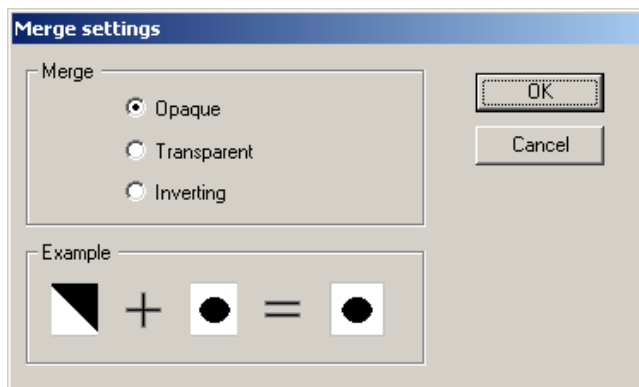 Merge settings
Merge
Opaque
Transparent
Inverting
OK
Cancel
Example
+
=